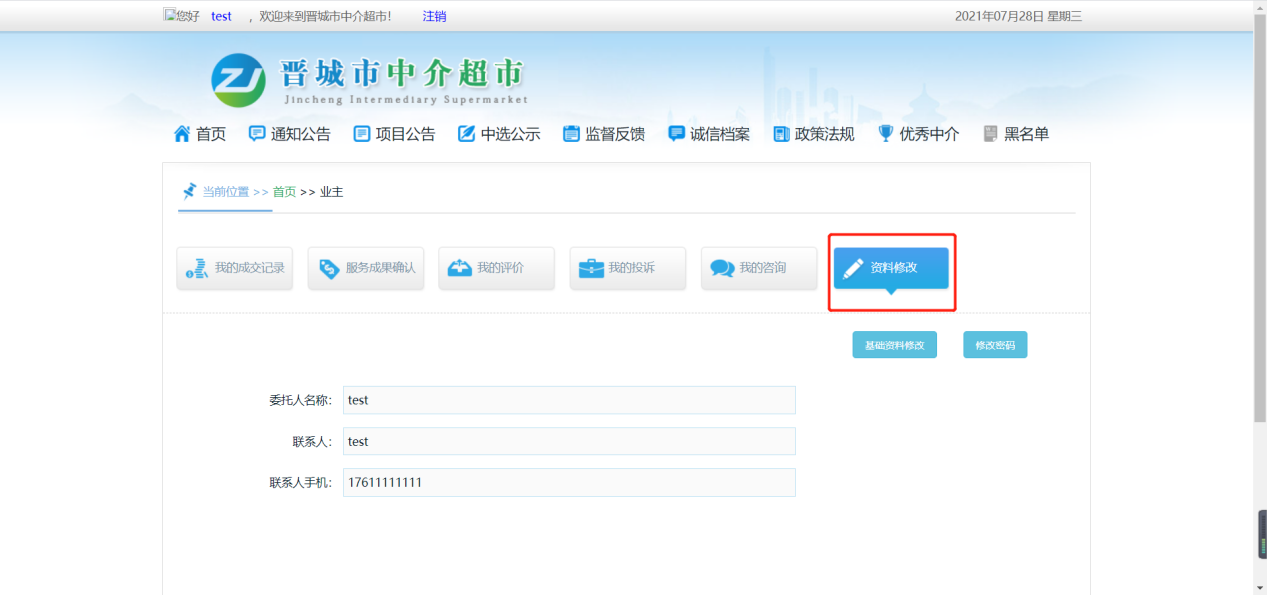 您好 test ，欢迎来到晋城市中介超市！ 注销 2021年07月28日 星期三
ZJ 晋城市中介超市
Jincheng Intermediary Supermarket
首页 通知公告 项目公告 中选公示 监督反馈 诚信档案 政策法规 优秀中介 黑名单
当前位置 >> 首页 >> 业主
我的成交记录 服务成果确认 我的评价 我的投诉 我的咨询 资料修改
基础资料修改 修改密码
委托人名称： test
联系人： test
联系人手机： 17611111111